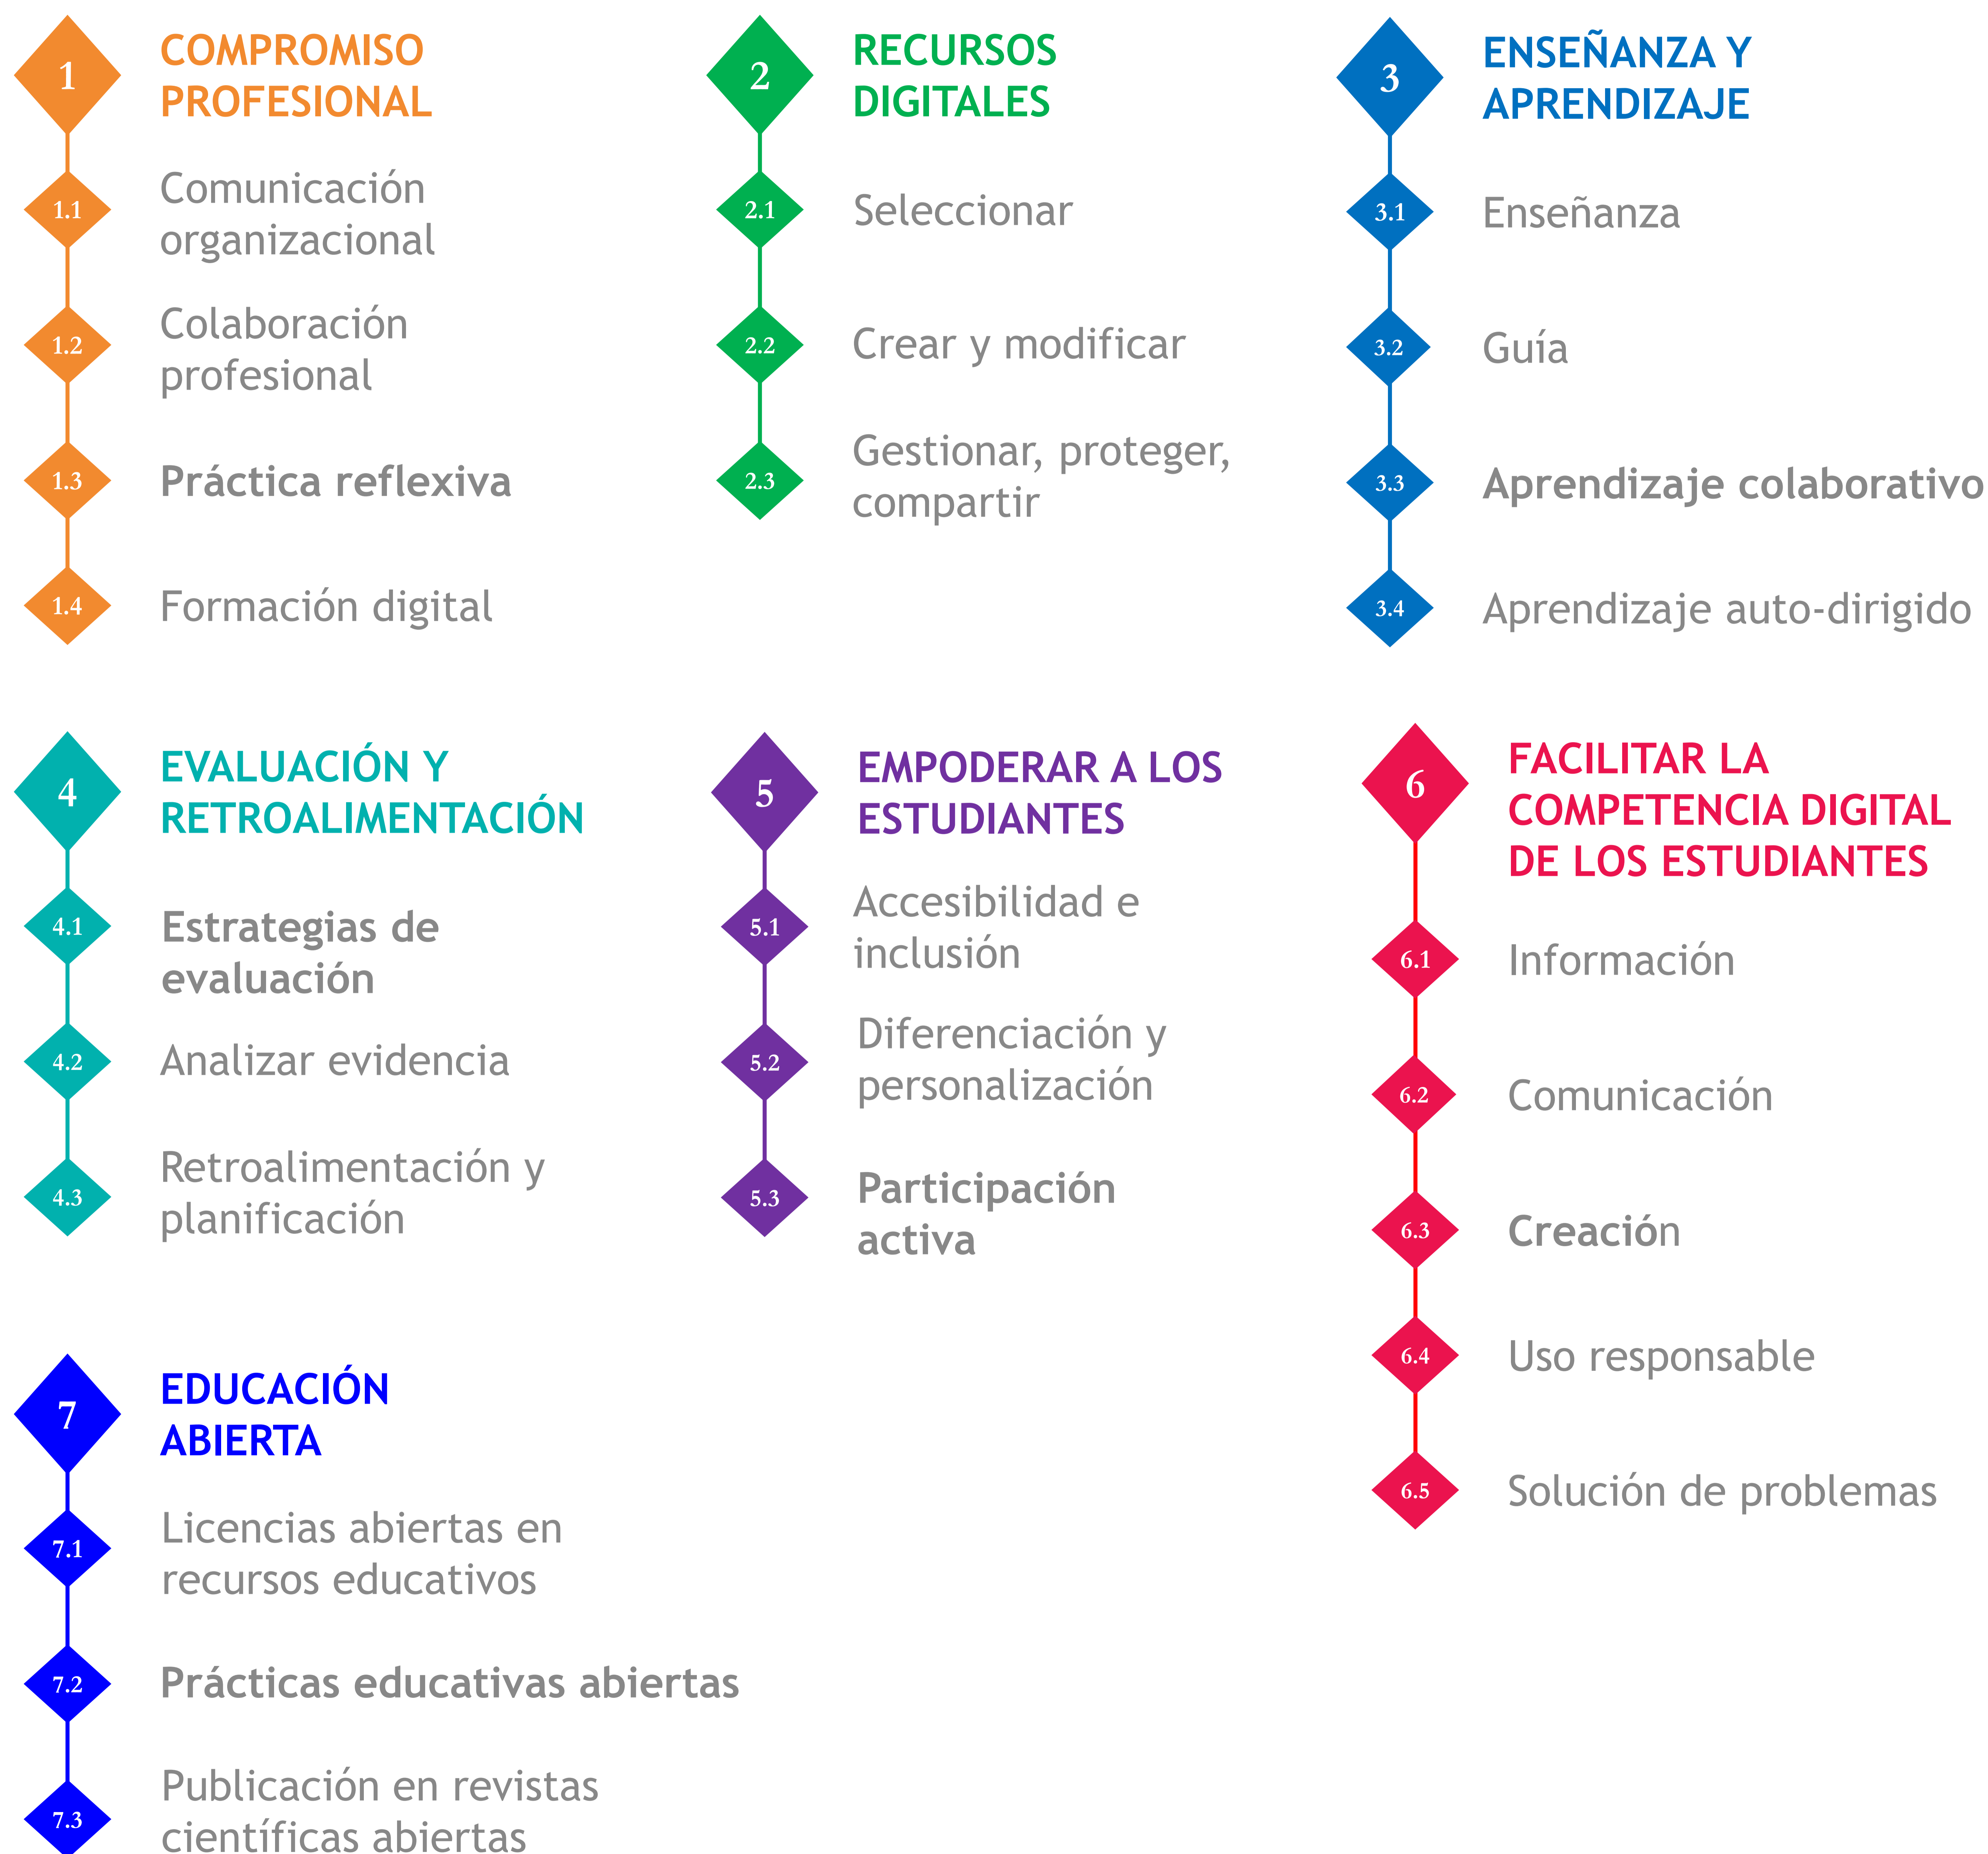 1
COMPROMISO
PROFESIONAL
1.1
Comunicación
organizacional
1.2
Colaboración
profesional
1.3
Práctica reflexiva
1.4
Formación digital
2
RECURSOS
DIGITALES
2.1
Seleccionar
2.2
Crear y modificar
2.3
Gestionar, proteger,
compartir
3
ENSEÑANZA Y
APRENDIZAJE
3.1
Enseñanza
3.2
Guía
3.3
Aprendizaje colaborativo
3.4
Aprendizaje auto-dirigido
4
EVALUACIÓN Y
RETROALIMENTACIÓN
4.1
Estrategias de
evaluación
4.2
Analizar evidencia
4.3
Retroalimentación y
planificación
5
EMPODERAR A LOS
ESTUDIANTES
5.1
Accesibilidad e
inclusión
5.2
Diferenciación y
personalización
5.3
Participación
activa
6
FACILITAR LA
COMPETENCIA DIGITAL
DE LOS ESTUDIANTES
6.1
Información
6.2
Comunicación
6.3
Creación
6.4
Uso responsable
6.5
Solución de problemas
7
EDUCACIÓN
ABIERTA
7.1
Licencias abiertas en
recursos educativos
7.2
Prácticas educativas abiertas
7.3
Publicación en revistas
científicas abiertas